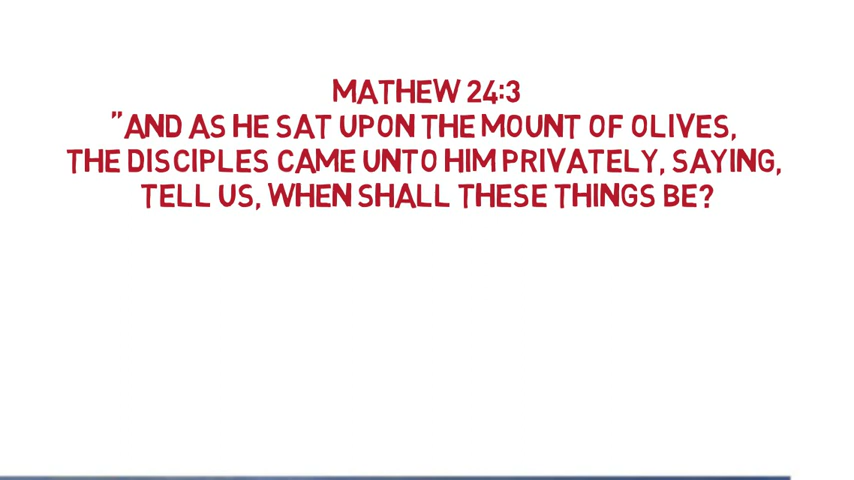 MATHEW 24:3
"AND AS HE SAT UPON THE MOUNT OF OLIVES,
THE DISCIPLES CAME UNTO HIM PRIVATELY, SAYING,
TELL US, WHEN SHALL THESE THINGS BE?